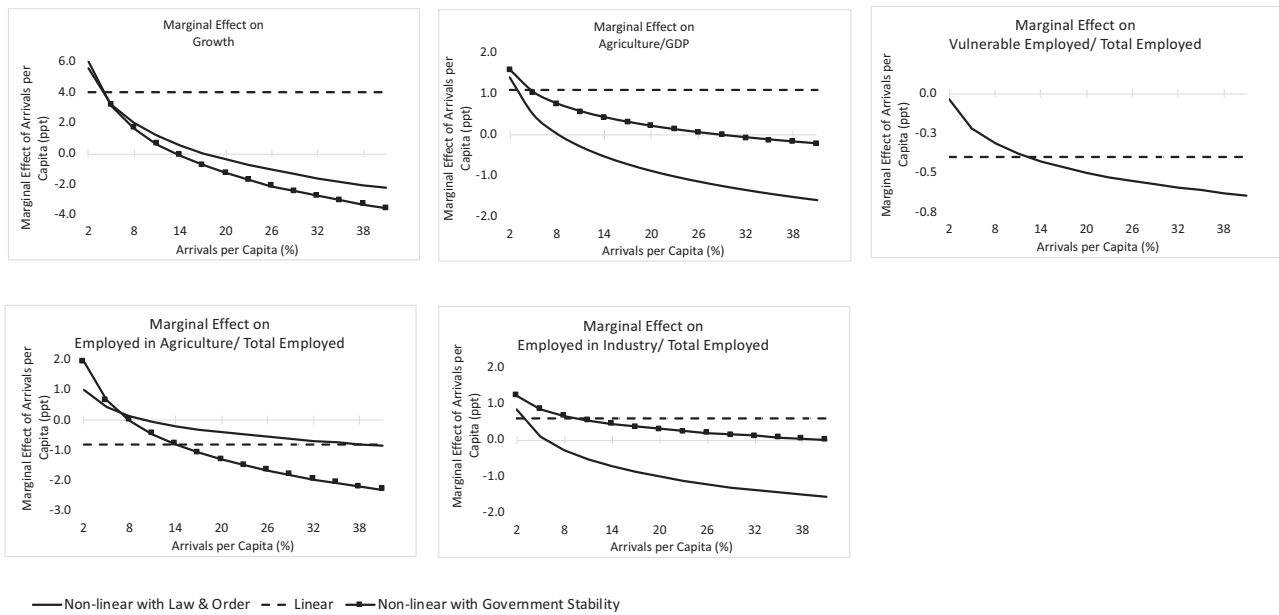 Marginal Effect on
Growth
Marginal Effect of Arrivals per
Capita (ppt)
6.0
4.0
2.0
0.0
-2.0
-4.0
2 8 14 20 26 32 38
Arrivals per Capita (%)
Marginal Effect on
Agriculture/GDP
Marginal Effect of Arrivals per
Capita (ppt)
2.0
1.0
0.0
-1.0
-2.0
2 8 14 20 26 32 38
Arrivals per Capita (%)
Marginal Effect on
Vulnerable Employed/ Total Employed
Marginal Effect of Arrivals per
Capita (ppt)
0.0
-0.3
-0.5
-0.8
2 8 14 20 26 32 38
Arrivals per Capita (%)
Marginal Effect on
Employed in Agriculture/ Total Employed
Marginal Effect of Arrivals per
Capita (ppt)
2.0
1.0
0.0
-1.0
-2.0
-3.0
2 8 14 20 26 32 38
Arrivals per Capita (%)
Marginal Effect on
Employed in Industry/ Total Employed
Marginal Effect of Arrivals per
Capita (ppt)
2.0
1.0
0.0
-1.0
-2.0
2 8 14 20 26 32 38
Arrivals per Capita (%)
Non-linear with Law & Order Linear Non-linear with Government Stability